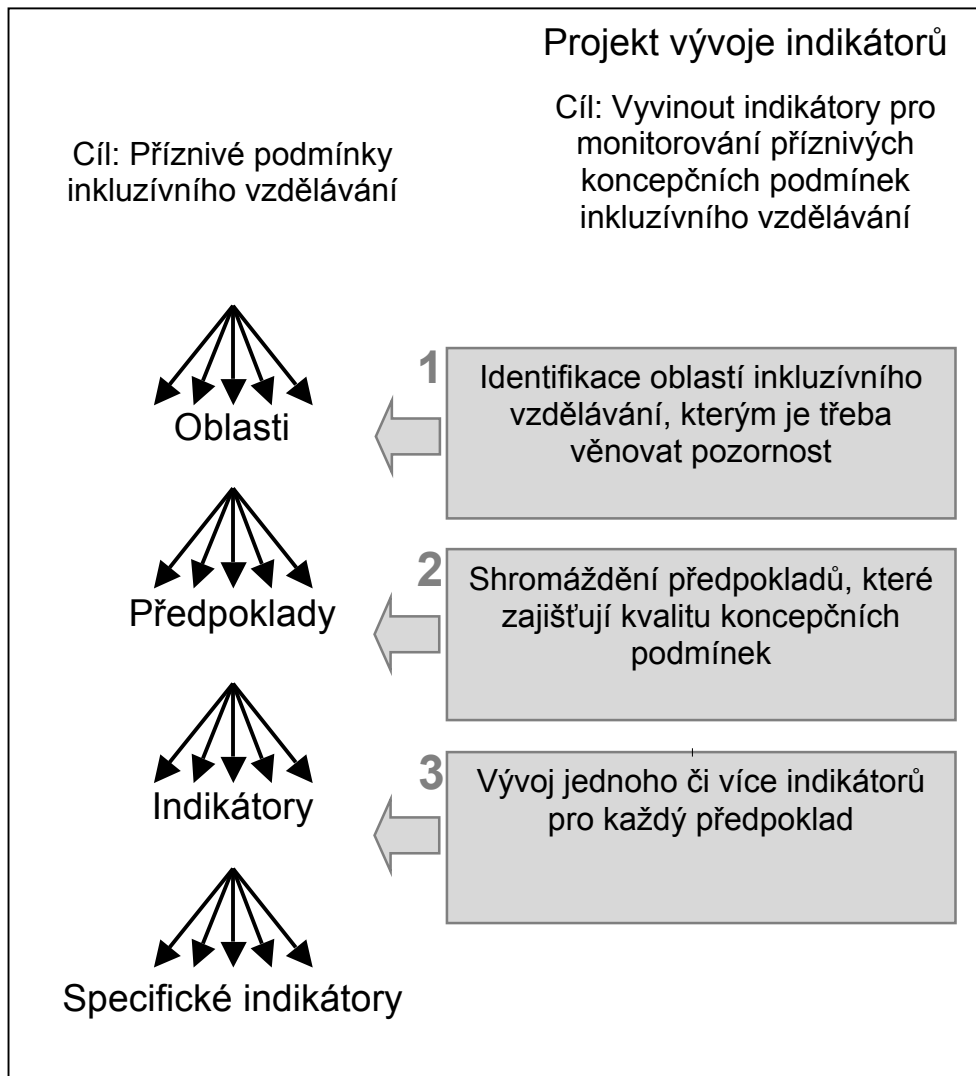 Projekt vývoje indikátorů
Cíl: Příznivé podmínky
inkluzívního vzdělávání
Cíl: Vyvinout indikátory pro
monitorování příznivých
koncepčních podmínek
inkluzívního vzdělávání
Oblasti
1
Identifikace oblastí inkluzívního
vzdělávání, kterým je třeba
věnovat pozornost
Předpoklady
2
Shromáždění předpokladů, které
zajišťují kvalitu koncepčních
podmínek
Indikátory
3
Vývoj jednoho či více indikátorů
pro každý předpoklad
Specifické indikátory